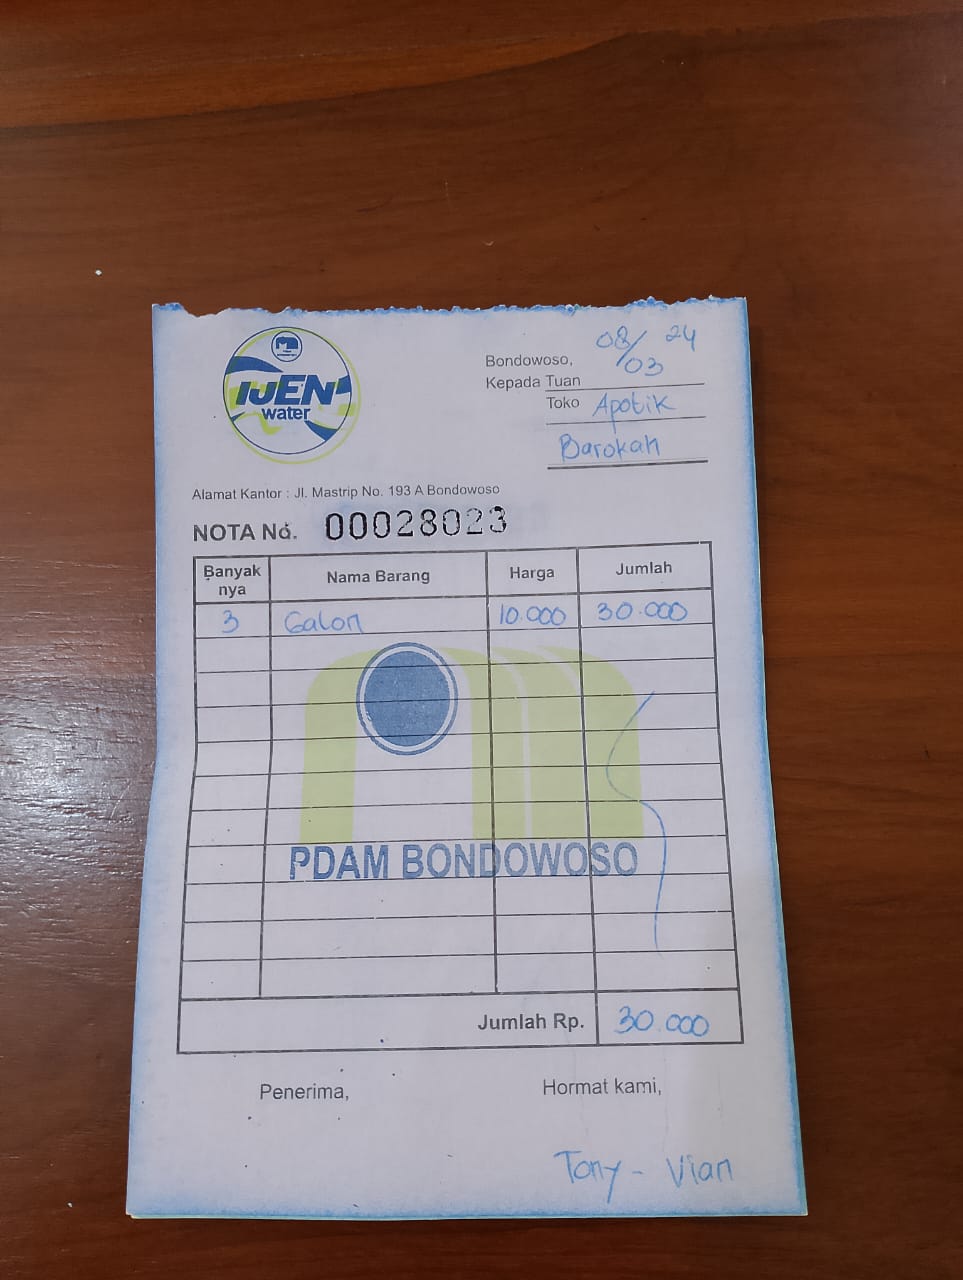 IJEN
water
Bondowoso, 08/03 24
Kepada Tuan
Toko Apotik
Barokah
Alamat Kantor : Jl. Mastrip No. 193 A Bondowoso
NOTA No. 00028023
Banyak nya Nama Barang Harga Jumlah
3 Galon 10.000 30.000
PDAM BONDOWOSO
Jumlah Rp. 30.000
Penerima, Hormat kami,
Tony - Vian